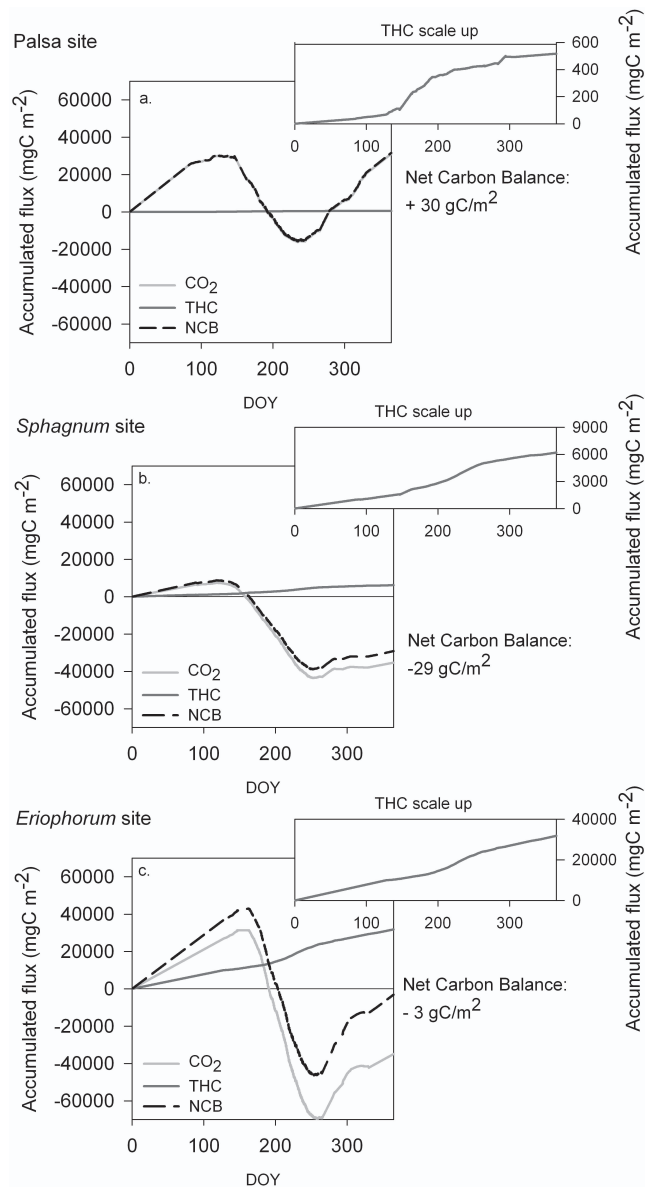 Palsa site
THC scale up
600
400
200
0
0 100 200 300
Accumulated flux (mgC m-2)
a.
60000
40000
20000
0
-20000
-40000
-60000
Accumulated flux (mgC m-2)
CO2
THC
NCB
0 100 200 300
DOY
Net Carbon Balance:
+ 30 gC/m2
Sphagnum site
THC scale up
9000
6000
3000
0
0 100 200 300
Accumulated flux (mgC m-2)
b.
60000
40000
20000
0
-20000
-40000
-60000
Accumulated flux (mgC m-2)
CO2
THC
NCB
0 100 200 300
DOY
Net Carbon Balance:
-29 gC/m2
Eriophorum site
THC scale up
40000
20000
0
0 100 200 300
Accumulated flux (mgC m-2)
c.
60000
40000
20000
0
-20000
-40000
-60000
Accumulated flux (mgC m-2)
CO2
THC
NCB
0 100 200 300
DOY
Net Carbon Balance:
- 3 gC/m2